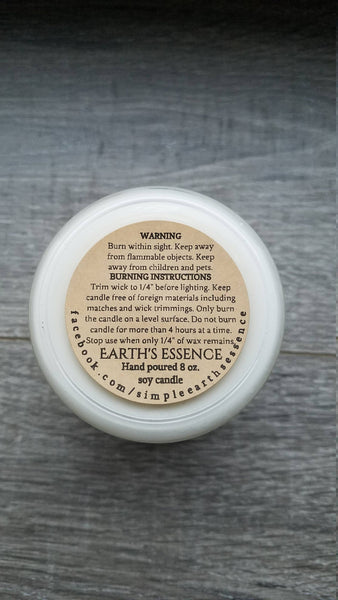 WARNING
Burn within sight. Keep away
from flammable objects. Keep
away from children and pets.
BURNING INSTRUCTIONS
Trim wick to 1/4" before lighting. Keep
candle free of foreign materials including
matches and wick trimmings. Only burn
the candle on a level surface. Do not burn
candle for more than 4 hours at a time.
Stop use when only 1/4" of wax remains.
EARTH'S ESSENCE
Hand poured 8 oz.
soy candle
facebook.com/simpleearthsessence